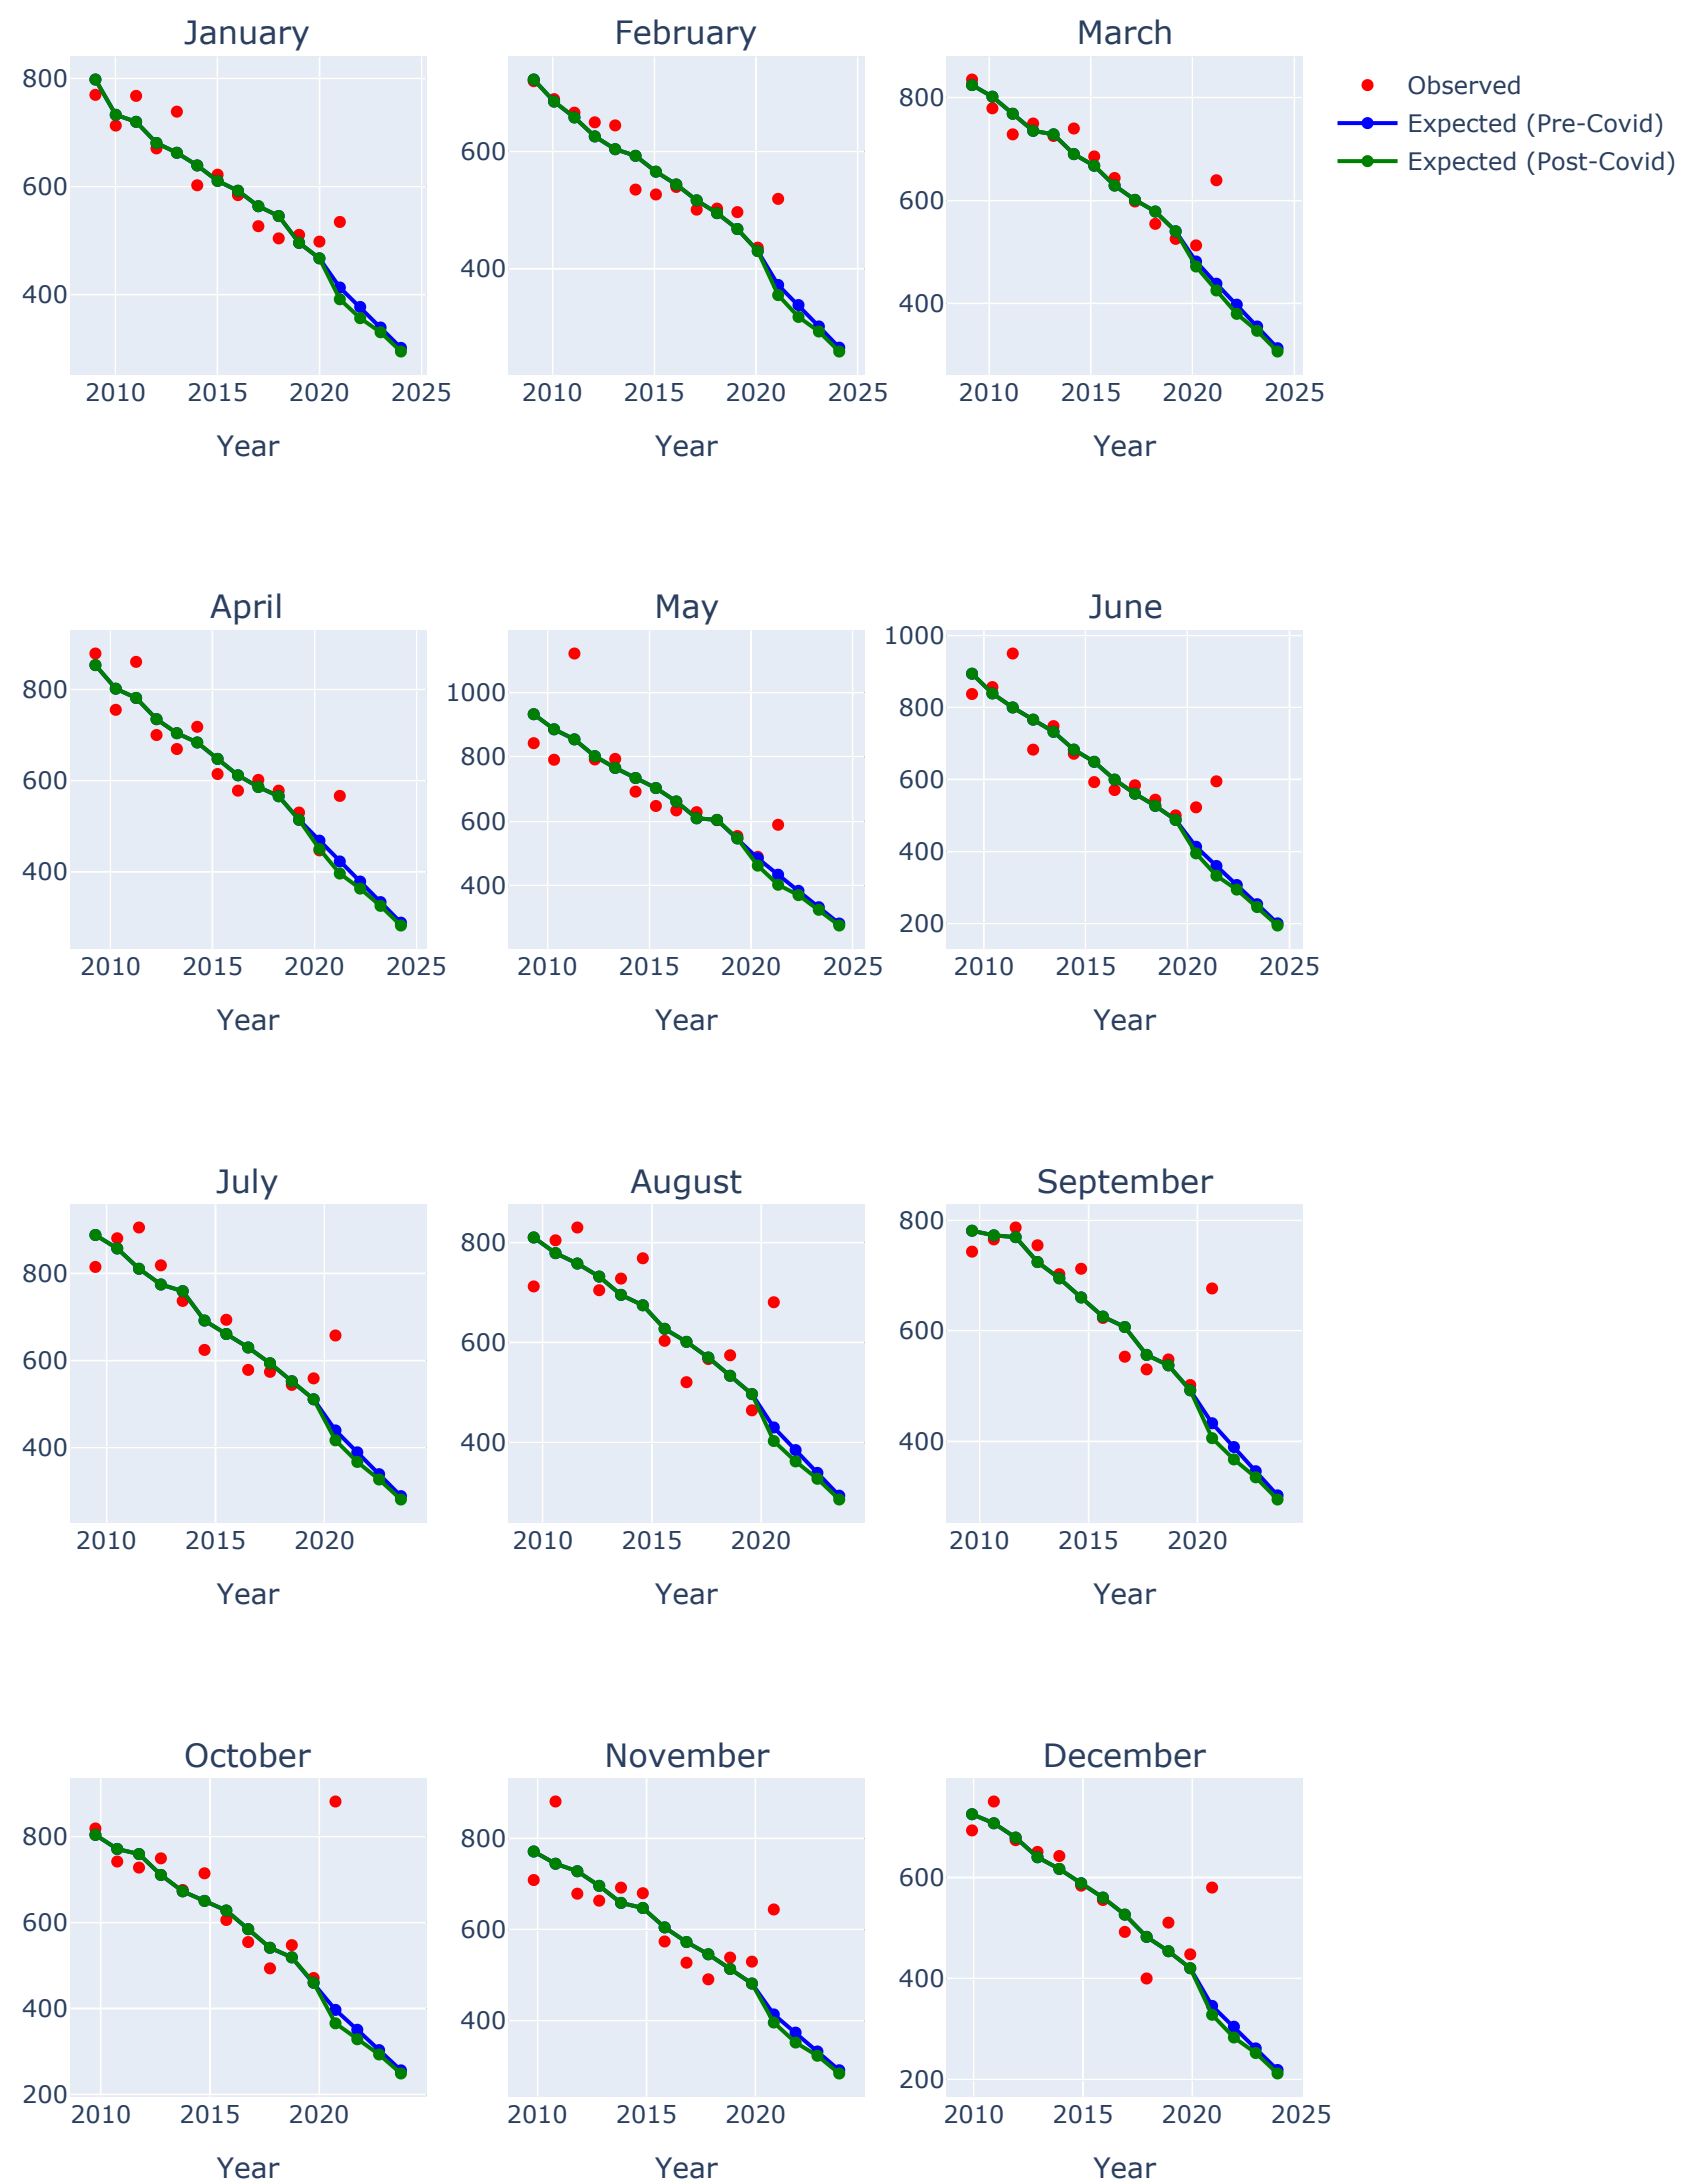 January February March
800
600
400
2010 2015 2020 2025
Year
600
400
2010 2015 2020 2025
Year
800
600
400
2010 2015 2020 2025
Year
Observed
Expected (Pre-Covid)
Expected (Post-Covid)
April May June
800
600
400
2010 2015 2020 2025
Year
1000
800
600
400
2010 2015 2020 2025
Year
1000
800
600
400
200
2010 2015 2020 2025
Year
July August September
800
600
400
2010 2015 2020
Year
800
600
400
2010 2015 2020
Year
800
600
400
2010 2015 2020
Year
October November December
800
600
400
200
2010 2015 2020
Year
800
600
400
2010 2015 2020
Year
600
400
200
2010 2015 2020 2025
Year